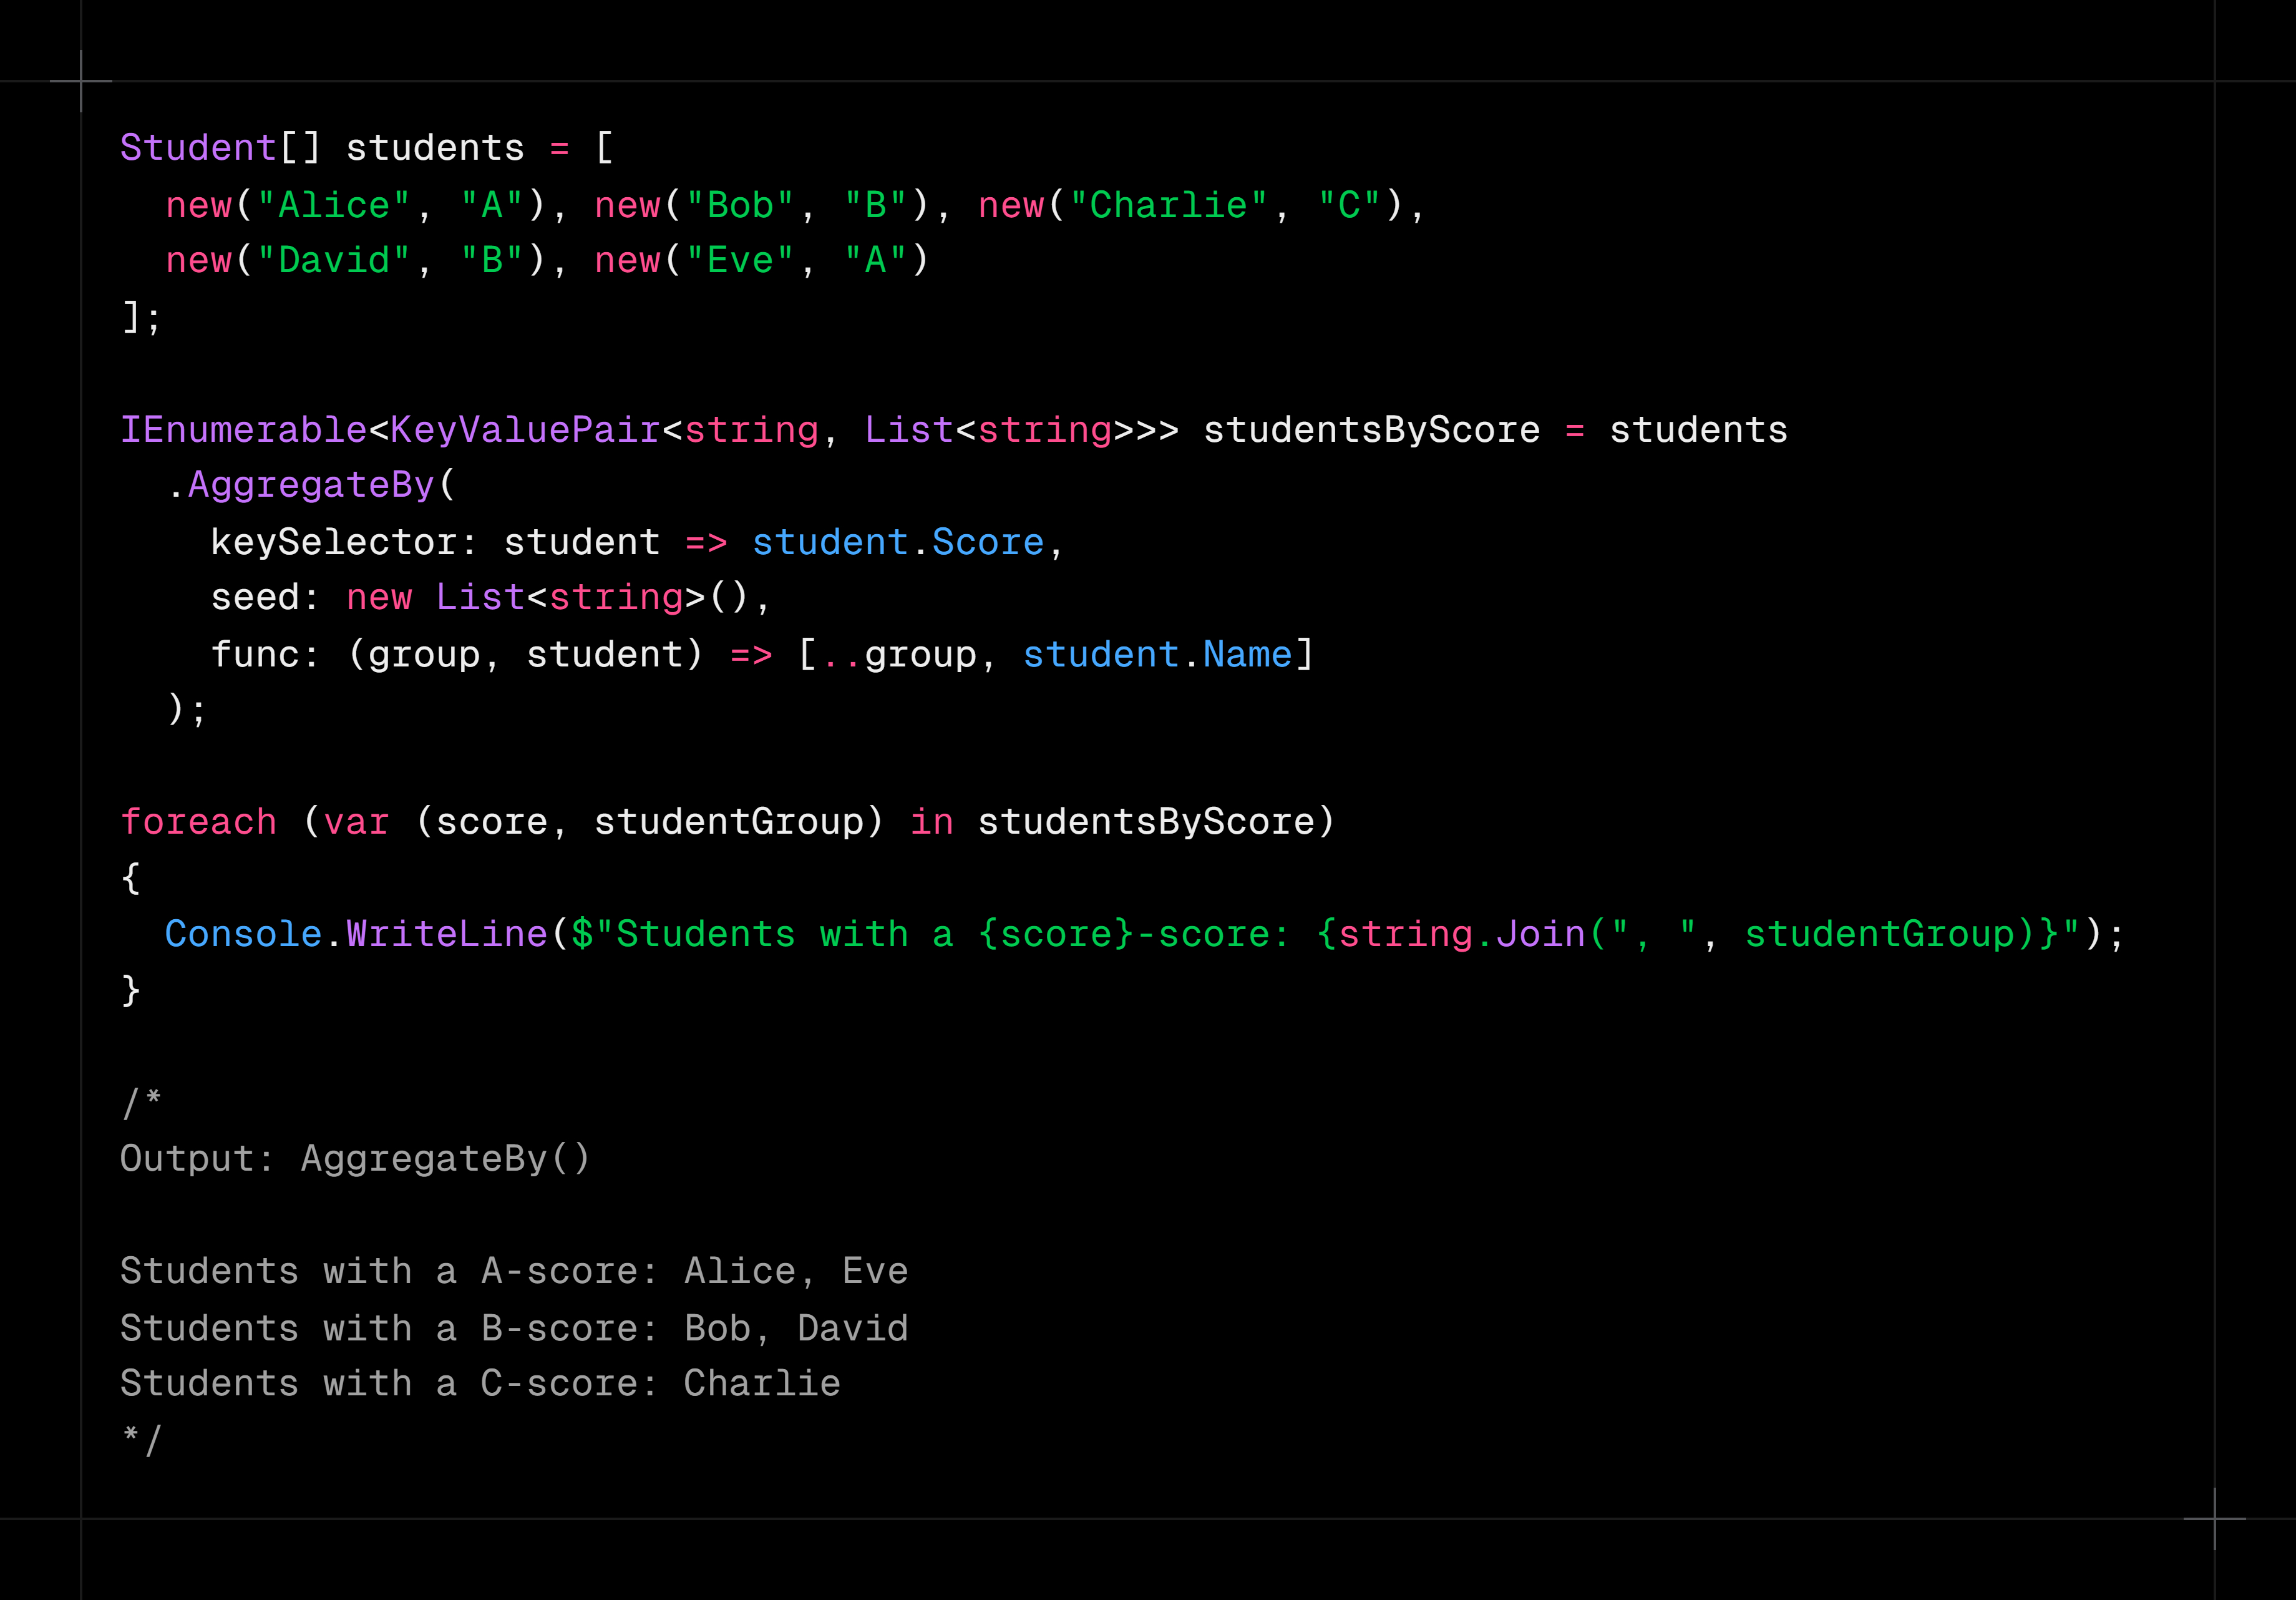 Student[] students = [
  new("Alice", "A"), new("Bob", "B"), new("Charlie", "C"),
  new("David", "B"), new("Eve", "A")
];

IEnumerable<KeyValuePair<string, List<string>>> studentsByScore = students
  .AggregateBy(
    keySelector: student => student.Score,
    seed: new List<string>(),
    func: (group, student) => [..group, student.Name]
  );

foreach (var (score, studentGroup) in studentsByScore)
{
  Console.WriteLine($"Students with a {score}-score: {string.Join(", ", studentGroup)}");
}

/*
Output: AggregateBy()

Students with a A-score: Alice, Eve
Students with a B-score: Bob, David
Students with a C-score: Charlie
*/